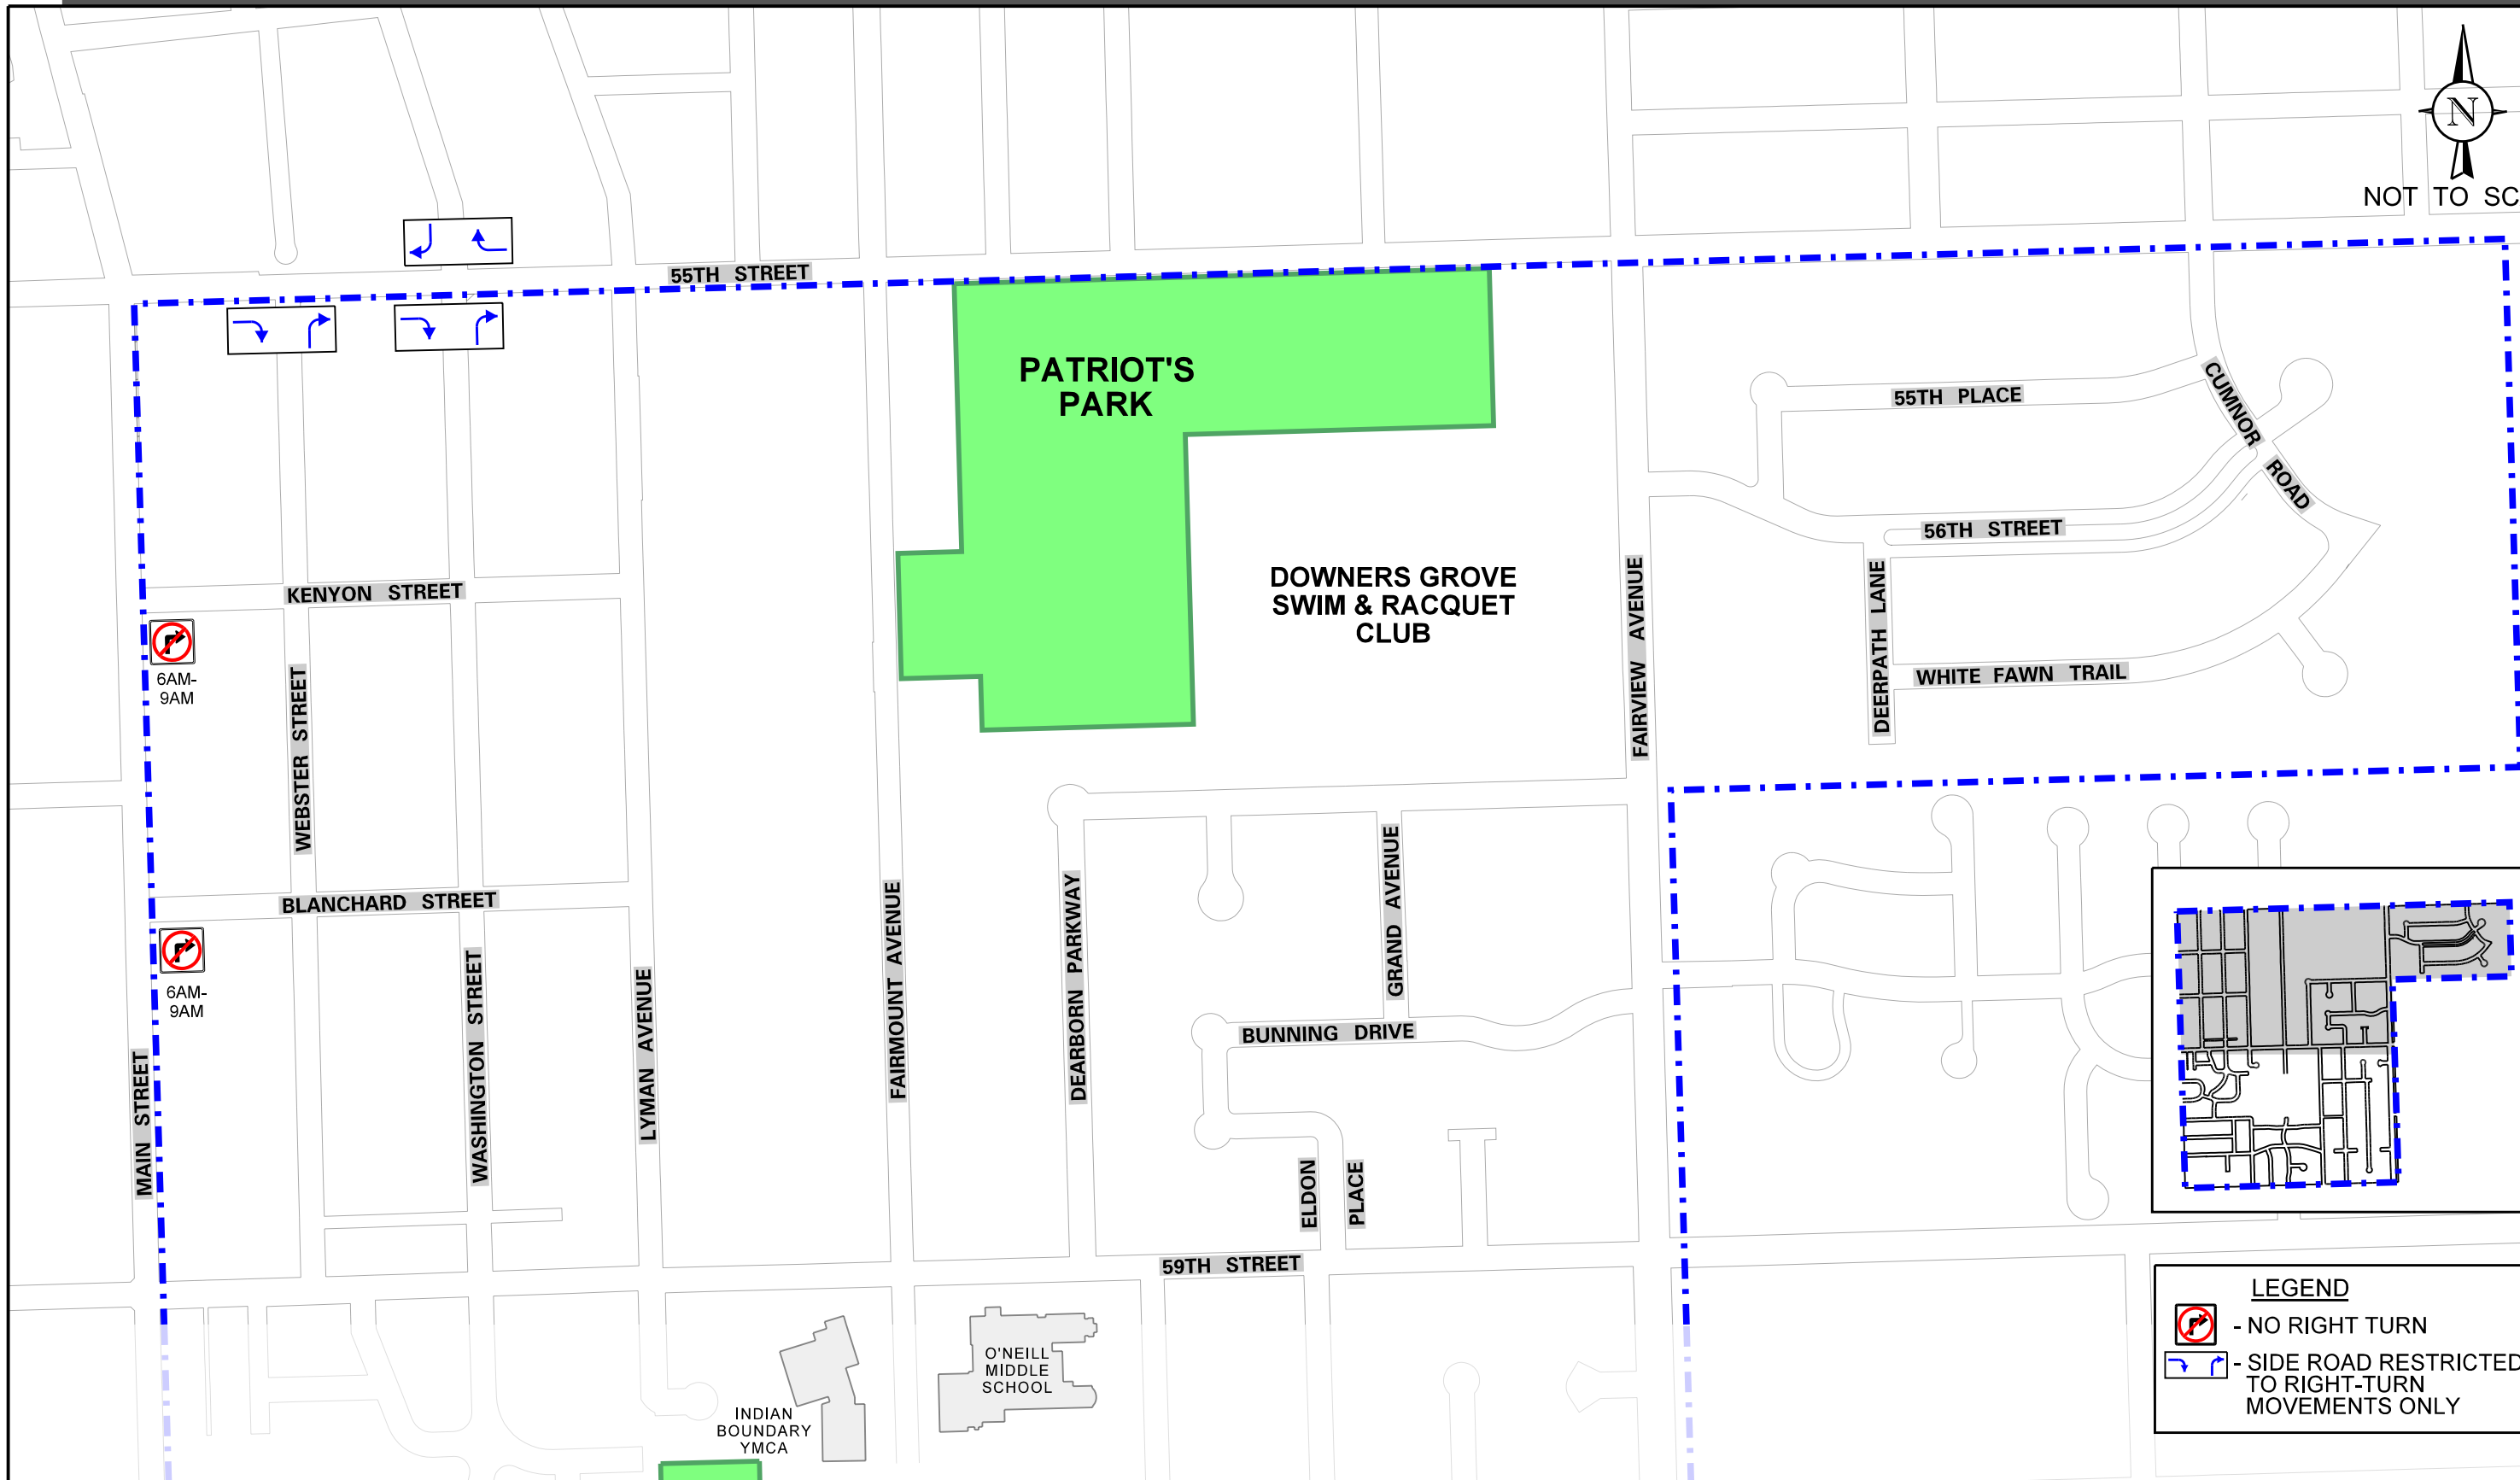 N
NOT TO SC
55TH STREET
PATRIOT'S
PARK
55TH PLACE
CUMNOR
ROAD
56TH STREET
KENYON STREET
DOWNERS GROVE
SWIM & RACQUET
CLUB
FAIRVIEW AVENUE
DEERPATH LANE
WHITE FAWN TRAIL
6AM-
9AM
WEBSTER STREET
BLANCHARD STREET
6AM-
9AM
MAIN STREET
WASHINGTON STREET
LYMAN AVENUE
FAIRMOUNT AVENUE
DEARBORN PARKWAY
GRAND AVENUE
BUNNING DRIVE
ELDON
PLACE
59TH STREET
O'NEILL
MIDDLE
SCHOOL
INDIAN
BOUNDARY
YMCA
LEGEND
- NO RIGHT TURN
- SIDE ROAD RESTRICTED
TO RIGHT-TURN
MOVEMENTS ONLY